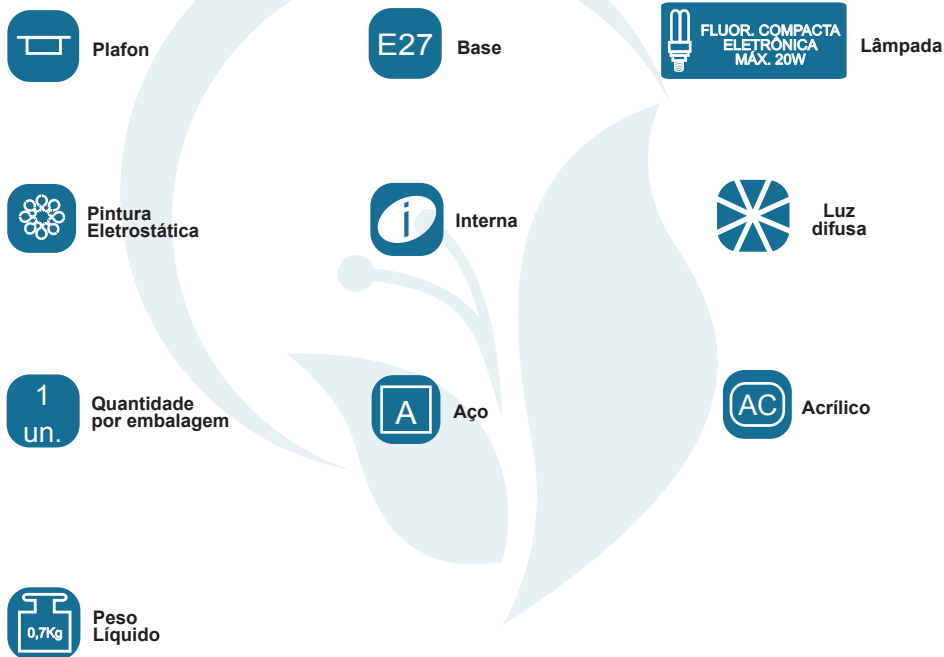 Plafon
E27
Base
FLUOR. COMPACTA
ELETRÔNICA
MÁX. 20W
Lâmpada
Pintura
Eletrostática
i
Interna
Luz
difusa
1
un.
Quantidade
por embalagem
A
Aço
AC
Acrílico
0,7Kg
Peso
Líquido